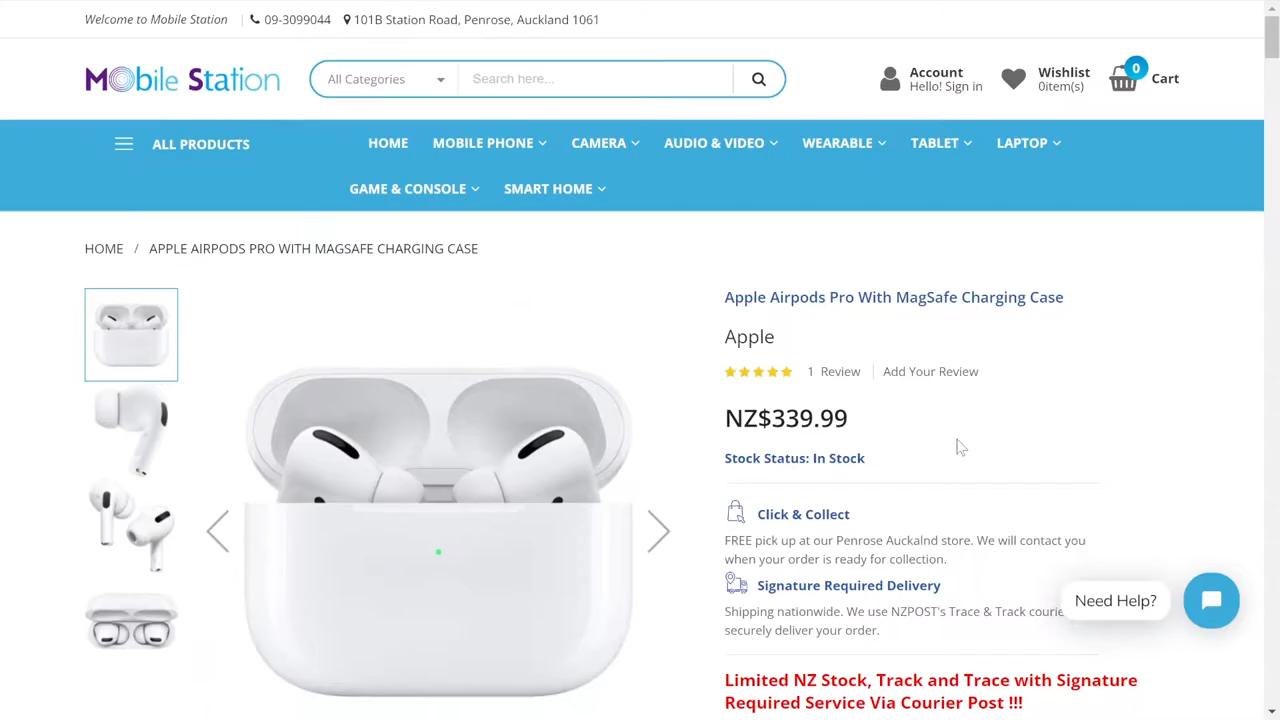 Welcome to Mobile Station
09-3099044
101B Station Road, Penrose, Auckland 1061
Mobile Station
All Categories
Search here...
Account
Hello! Sign in
Wishlist
0item(s)
0
Cart
ALL PRODUCTS
HOME
MOBILE PHONE
CAMERA
AUDIO & VIDEO
WEARABLE
TABLET
LAPTOP
GAME & CONSOLE
SMART HOME
HOME / APPLE AIRPODS PRO WITH MAGSAFE CHARGING CASE
Apple Airpods Pro With MagSafe Charging Case
Apple
1 Review
Add Your Review
NZ$339.99
Stock Status: In Stock
Click & Collect
FREE pick up at our Penrose Auckalnd store. We will contact you
when your order is ready for collection.
Signature Required Delivery
Shipping nationwide. We use NZPOST's Trace & Track
securely deliver your order.
Need Help?
Limited NZ Stock, Track and Trace with Signature
Required Service Via Courier Post !!!